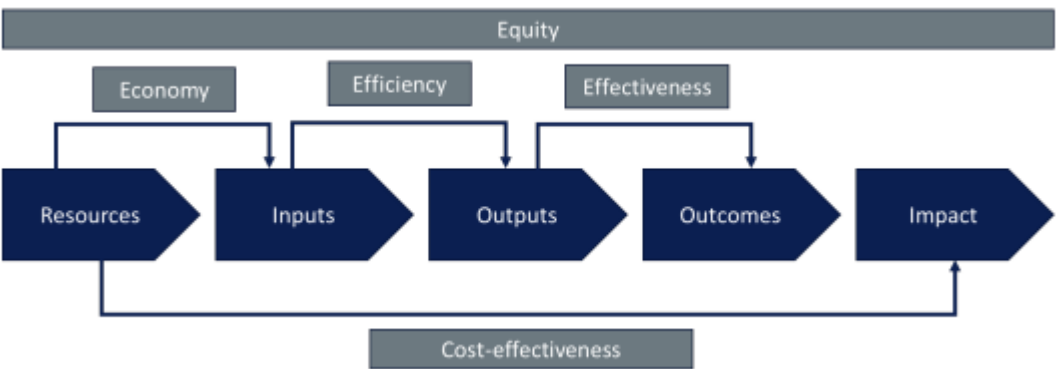 Equity
Economy
Efficiency
Effectiveness
Resources
Inputs
Outputs
Outcomes
Impact
Cost-effectiveness